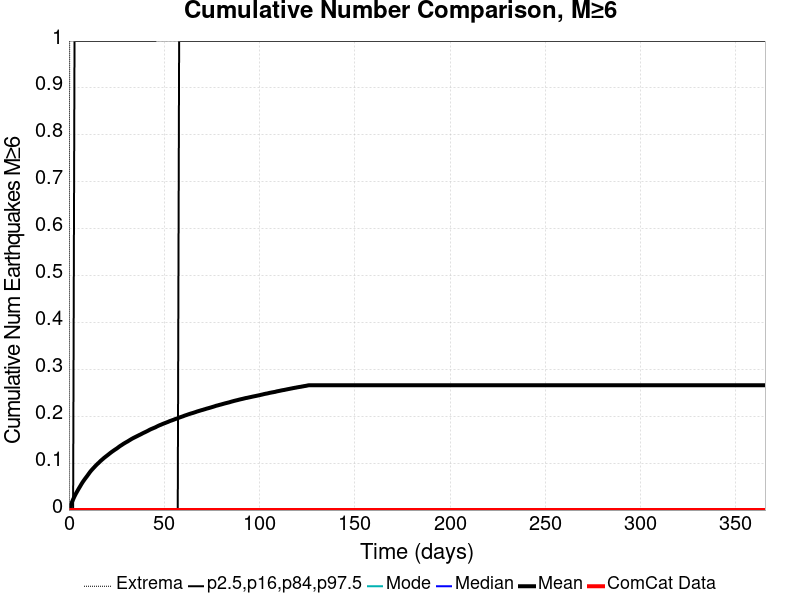 Cumulative Number Comparison, M≥6
Cumulative Num Earthquakes M≥6
1
0.9
0.8
0.7
0.6
0.5
0.4
0.3
0.2
0.1
0
0 50 100 150 200 250 300 350
Time (days)
Extrema p2.5,p16,p84,p97.5 Mode Median Mean ComCat Data